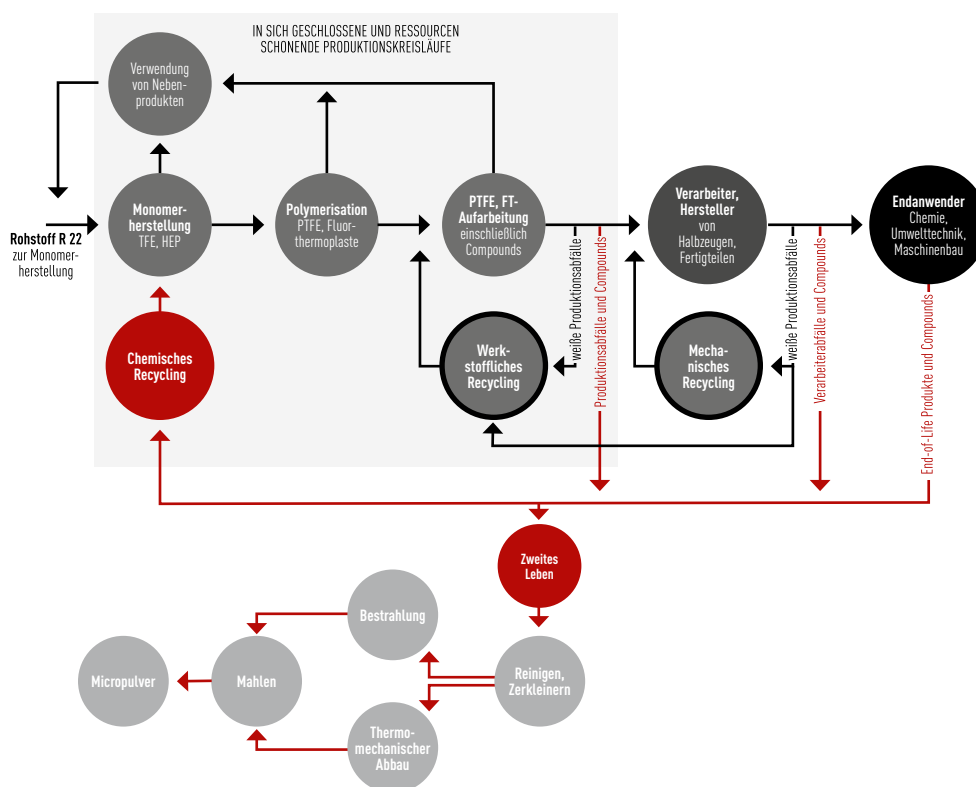 IN SICH GESCHLOSSENE UND RESSOURCEN
SCHONENDE PRODUKTIONSKREISLÄUFE
Verwendung
von Neben-
produkten
Rohstoff R 22
zur Monomer-
herstellung
Monomer-
herstellung
TFE, HEP
Polymerisation
PTFE, Fluor-
thermoplaste
PTFE, FT-
Aufarbeitung
einschließlich
Compounds
Verarbeiter,
Hersteller
von
Halbzeugen,
Fertigteilen
Endanwender
Chemie,
Umwelttechnik,
Maschinenbau
weiße Produktionsabfälle
Produktionsabfälle und Compounds
weiße Produktionsabfälle
Verarbeiterabfälle und Compounds
End-of-Life Produkte und Compounds
Chemisches
Recycling
Werk-
stoffliches
Recycling
Mecha-
nisches
Recycling
Zweites
Leben
Bestrahlung
Micropulver
Mahlen
Reinigen,
Zerkleinern
Thermo-
mechanischer
Abbau